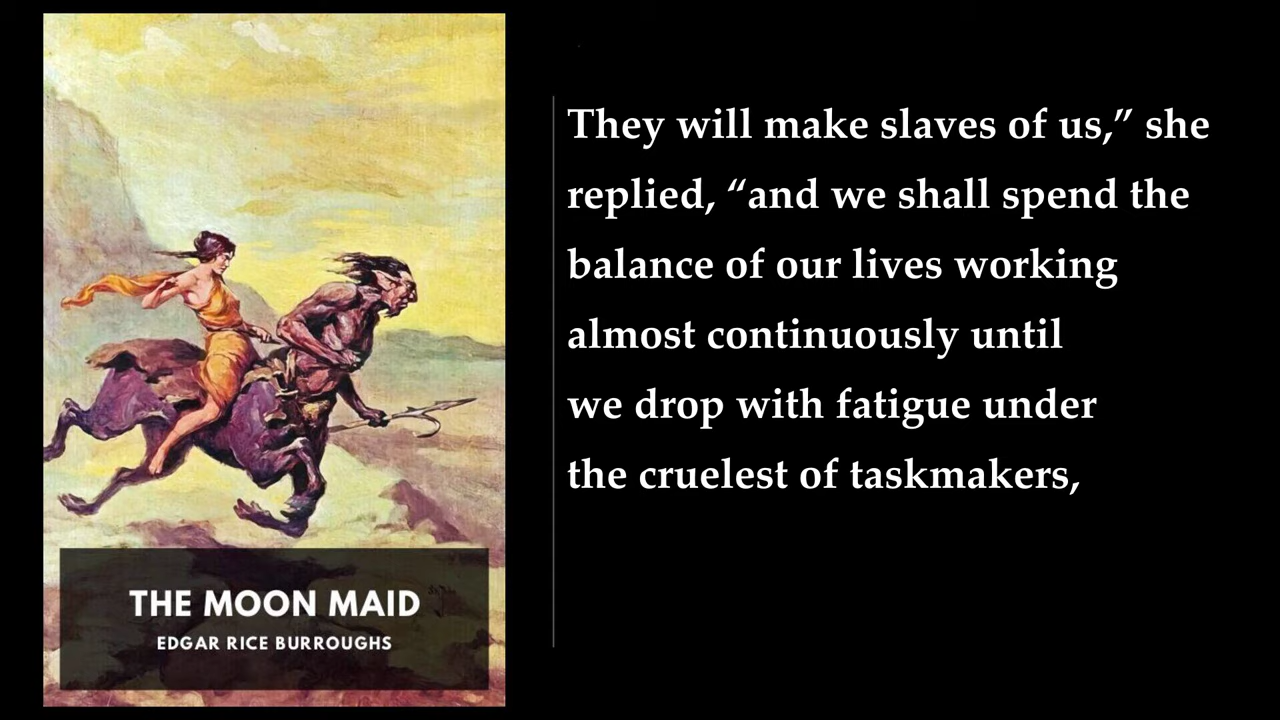 They will make slaves of us,” she
replied, “and we shall spend the
balance of our lives working
almost continuously until
we drop with fatigue under
the cruelest of taskmakers,
THE MOON MAID
EDGAR RICE BURROUGHS